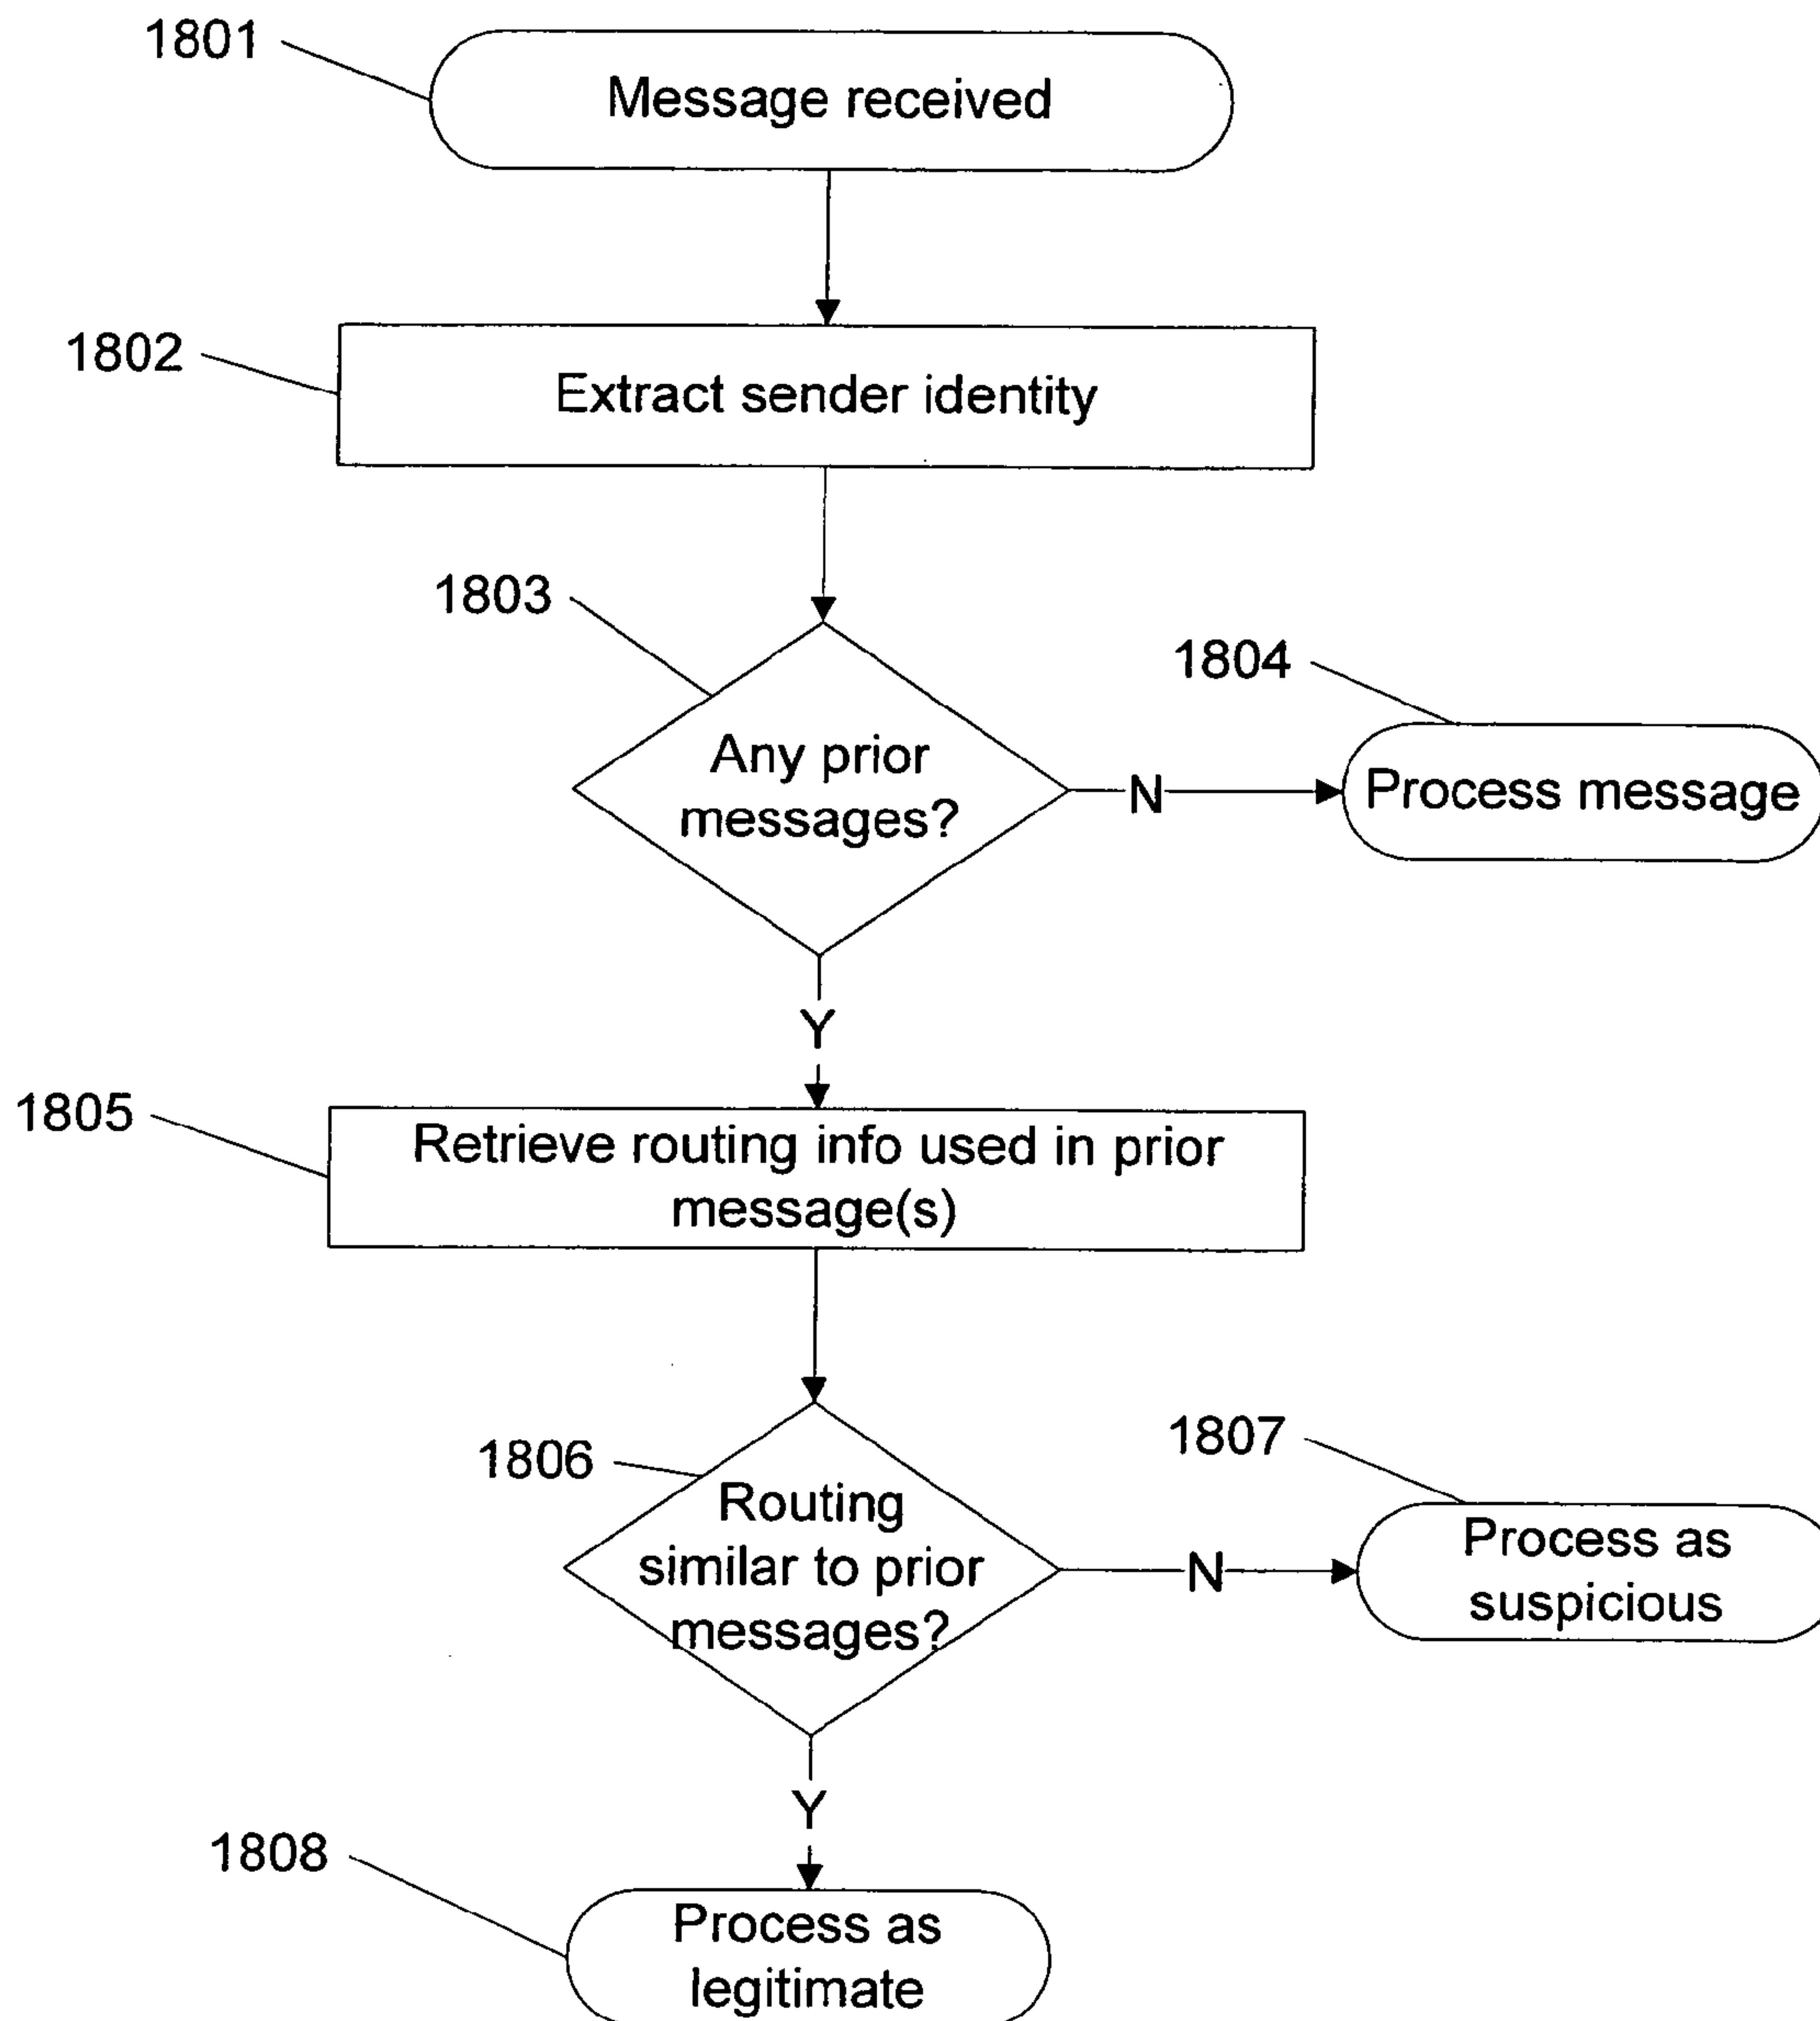 1801
Message received
1802
Extract sender identity
1803
Any prior
messages?
N
1804
Process message
Y
1805
Retrieve routing info used in prior
message(s)
1806
Routing
similar to prior
messages?
N
1807
Process as
suspicious
Y
1808
Process as
legitimate